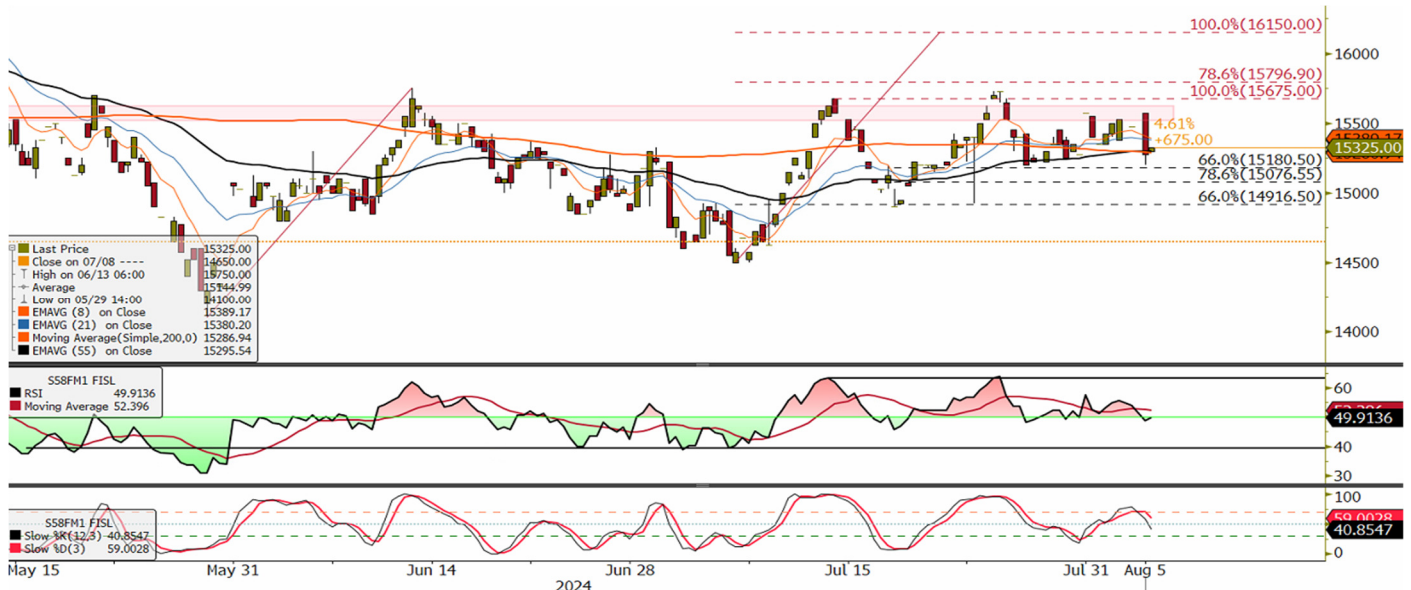 100.0%(16150.00)
16000
78.6%(15796.90)
100.0%(15675.00)
15500
4.61%
+675.00
15325.00
66.0%(15180.50)
78.6%(15076.55)
15000
66.0%(14916.50)
14500
14000
Last Price 15325.00
Close on 07/08 ---- 14650.00
High on 06/13 06:00 15750.00
Average 15144.99
Low on 05/29 14:00 14100.00
EMAVG (8) on Close 15389.17
EMAVG (21) on Close 15380.20
Moving Average(Simple,200,0) 15286.94
EMAVG (55) on Close 15295.54
S58FM1 FISL
RSI 49.9136
Moving Average 52.396
60
49.9136
40
30
S58FM1 FISL
Slow %K(12,3) 40.8547
Slow %D(3) 59.0028
100
59.0028
40.8547
0
May 15 May 31 Jun 14 Jun 28 Jul 15 Jul 31 Aug 5
2024